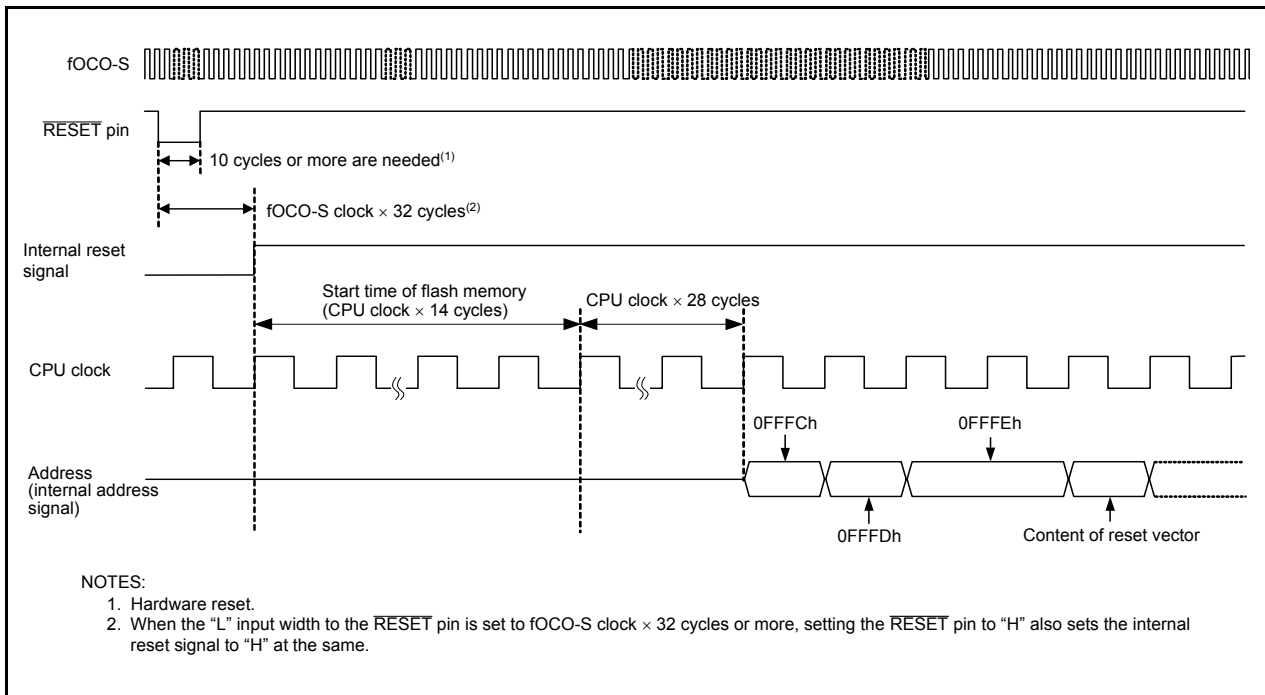 fOCO-S
RESET pin
10 cycles or more are needed(1)
fOCO-S clock × 32 cycles(2)
Internal reset
signal
Start time of flash memory
(CPU clock × 14 cycles)
CPU clock × 28 cycles
CPU clock
0FFFCh
0FFFEh
Address
(internal address
signal)
0FFFDh
Content of reset vector
NOTES:
1. Hardware reset.
2. When the “L” input width to the RESET pin is set to fOCO-S clock × 32 cycles or more, setting the RESET pin to “H” also sets the internal
reset signal to “H” at the same.